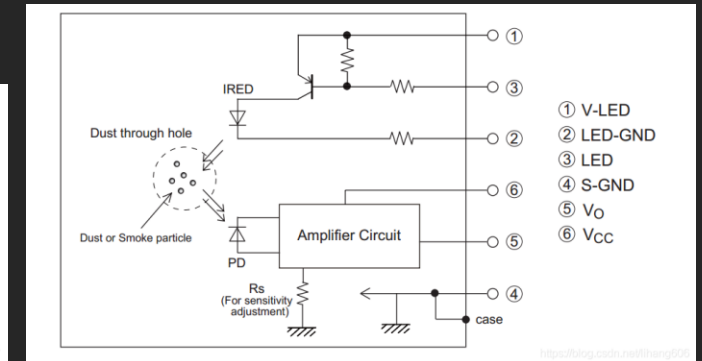 ①
IRED
③
Dust through hole
②
⑥
Amplifier Circuit
⑤
Dust or Smoke particle
PD
Rs
(For sensitivity
adjustment)
④
case
① V-LED
② LED-GND
③ LED
④ S-GND
⑤ VO
⑥ VCC